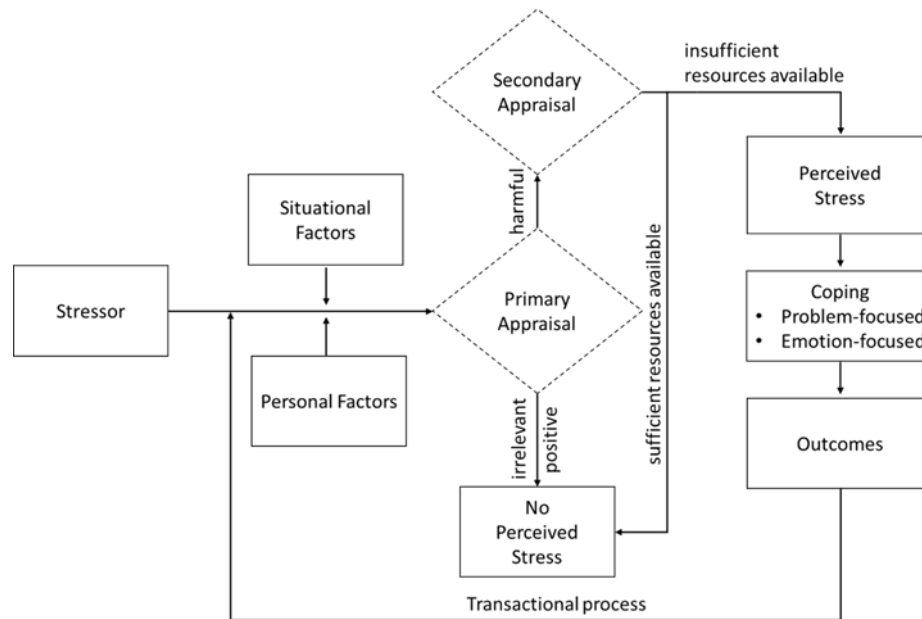 Secondary
Appraisal
insufficient
resources available
Perceived
Stress
harmful
Situational
Factors
sufficient resources available
Stressor
Primary
Appraisal
Coping
• Problem-focused
• Emotion-focused
Personal Factors
irrelevant
positive
Outcomes
No
Perceived
Stress
Transactional process